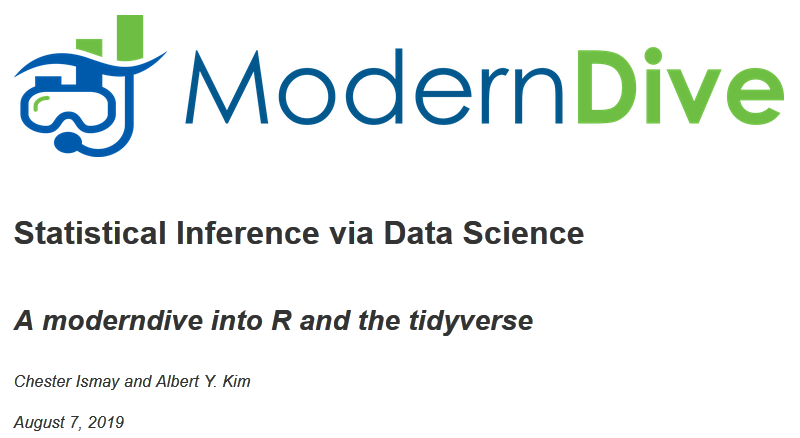 ModernDive
Statistical Inference via Data Science
A moderndive into R and the tidyverse
Chester Ismay and Albert Y. Kim
August 7, 2019